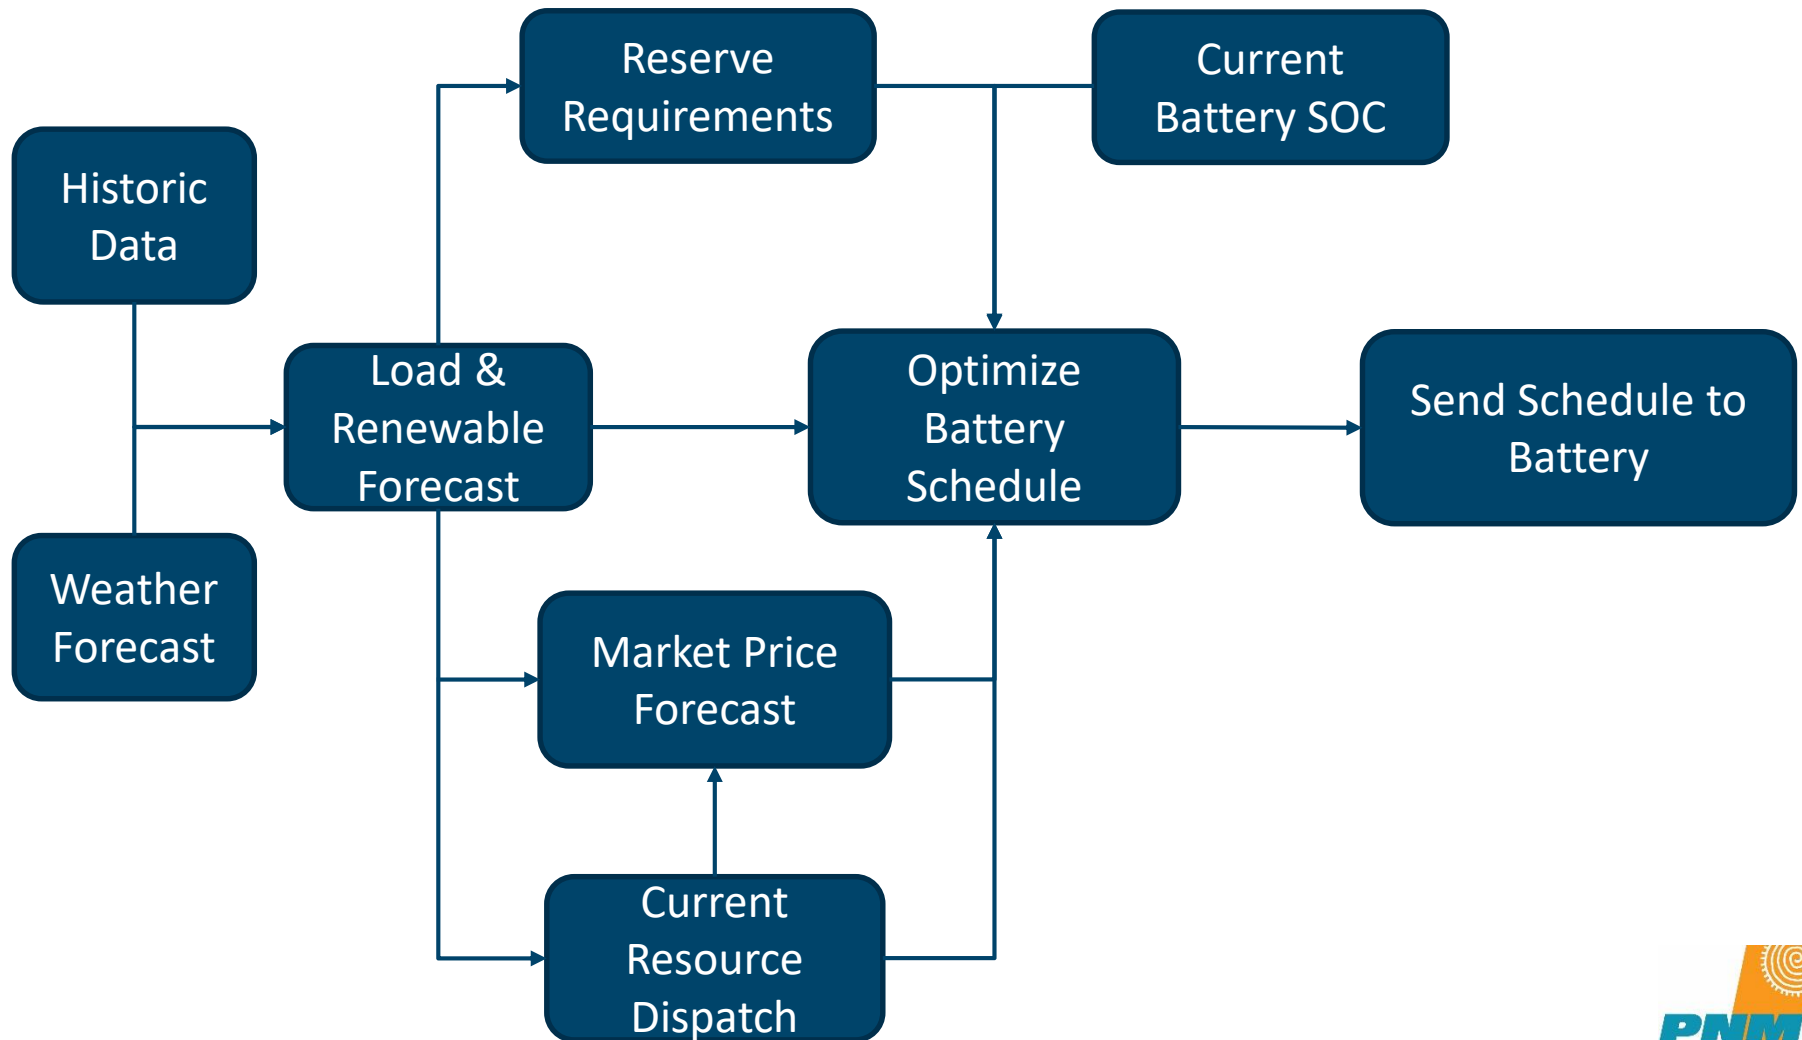 Reserve
Requirements
Current
Battery SOC
Historic
Data
Load &
Renewable
Forecast
Optimize
Battery
Schedule
Send Schedule to
Battery
Weather
Forecast
Market Price
Forecast
Current
Resource
Dispatch
PNM